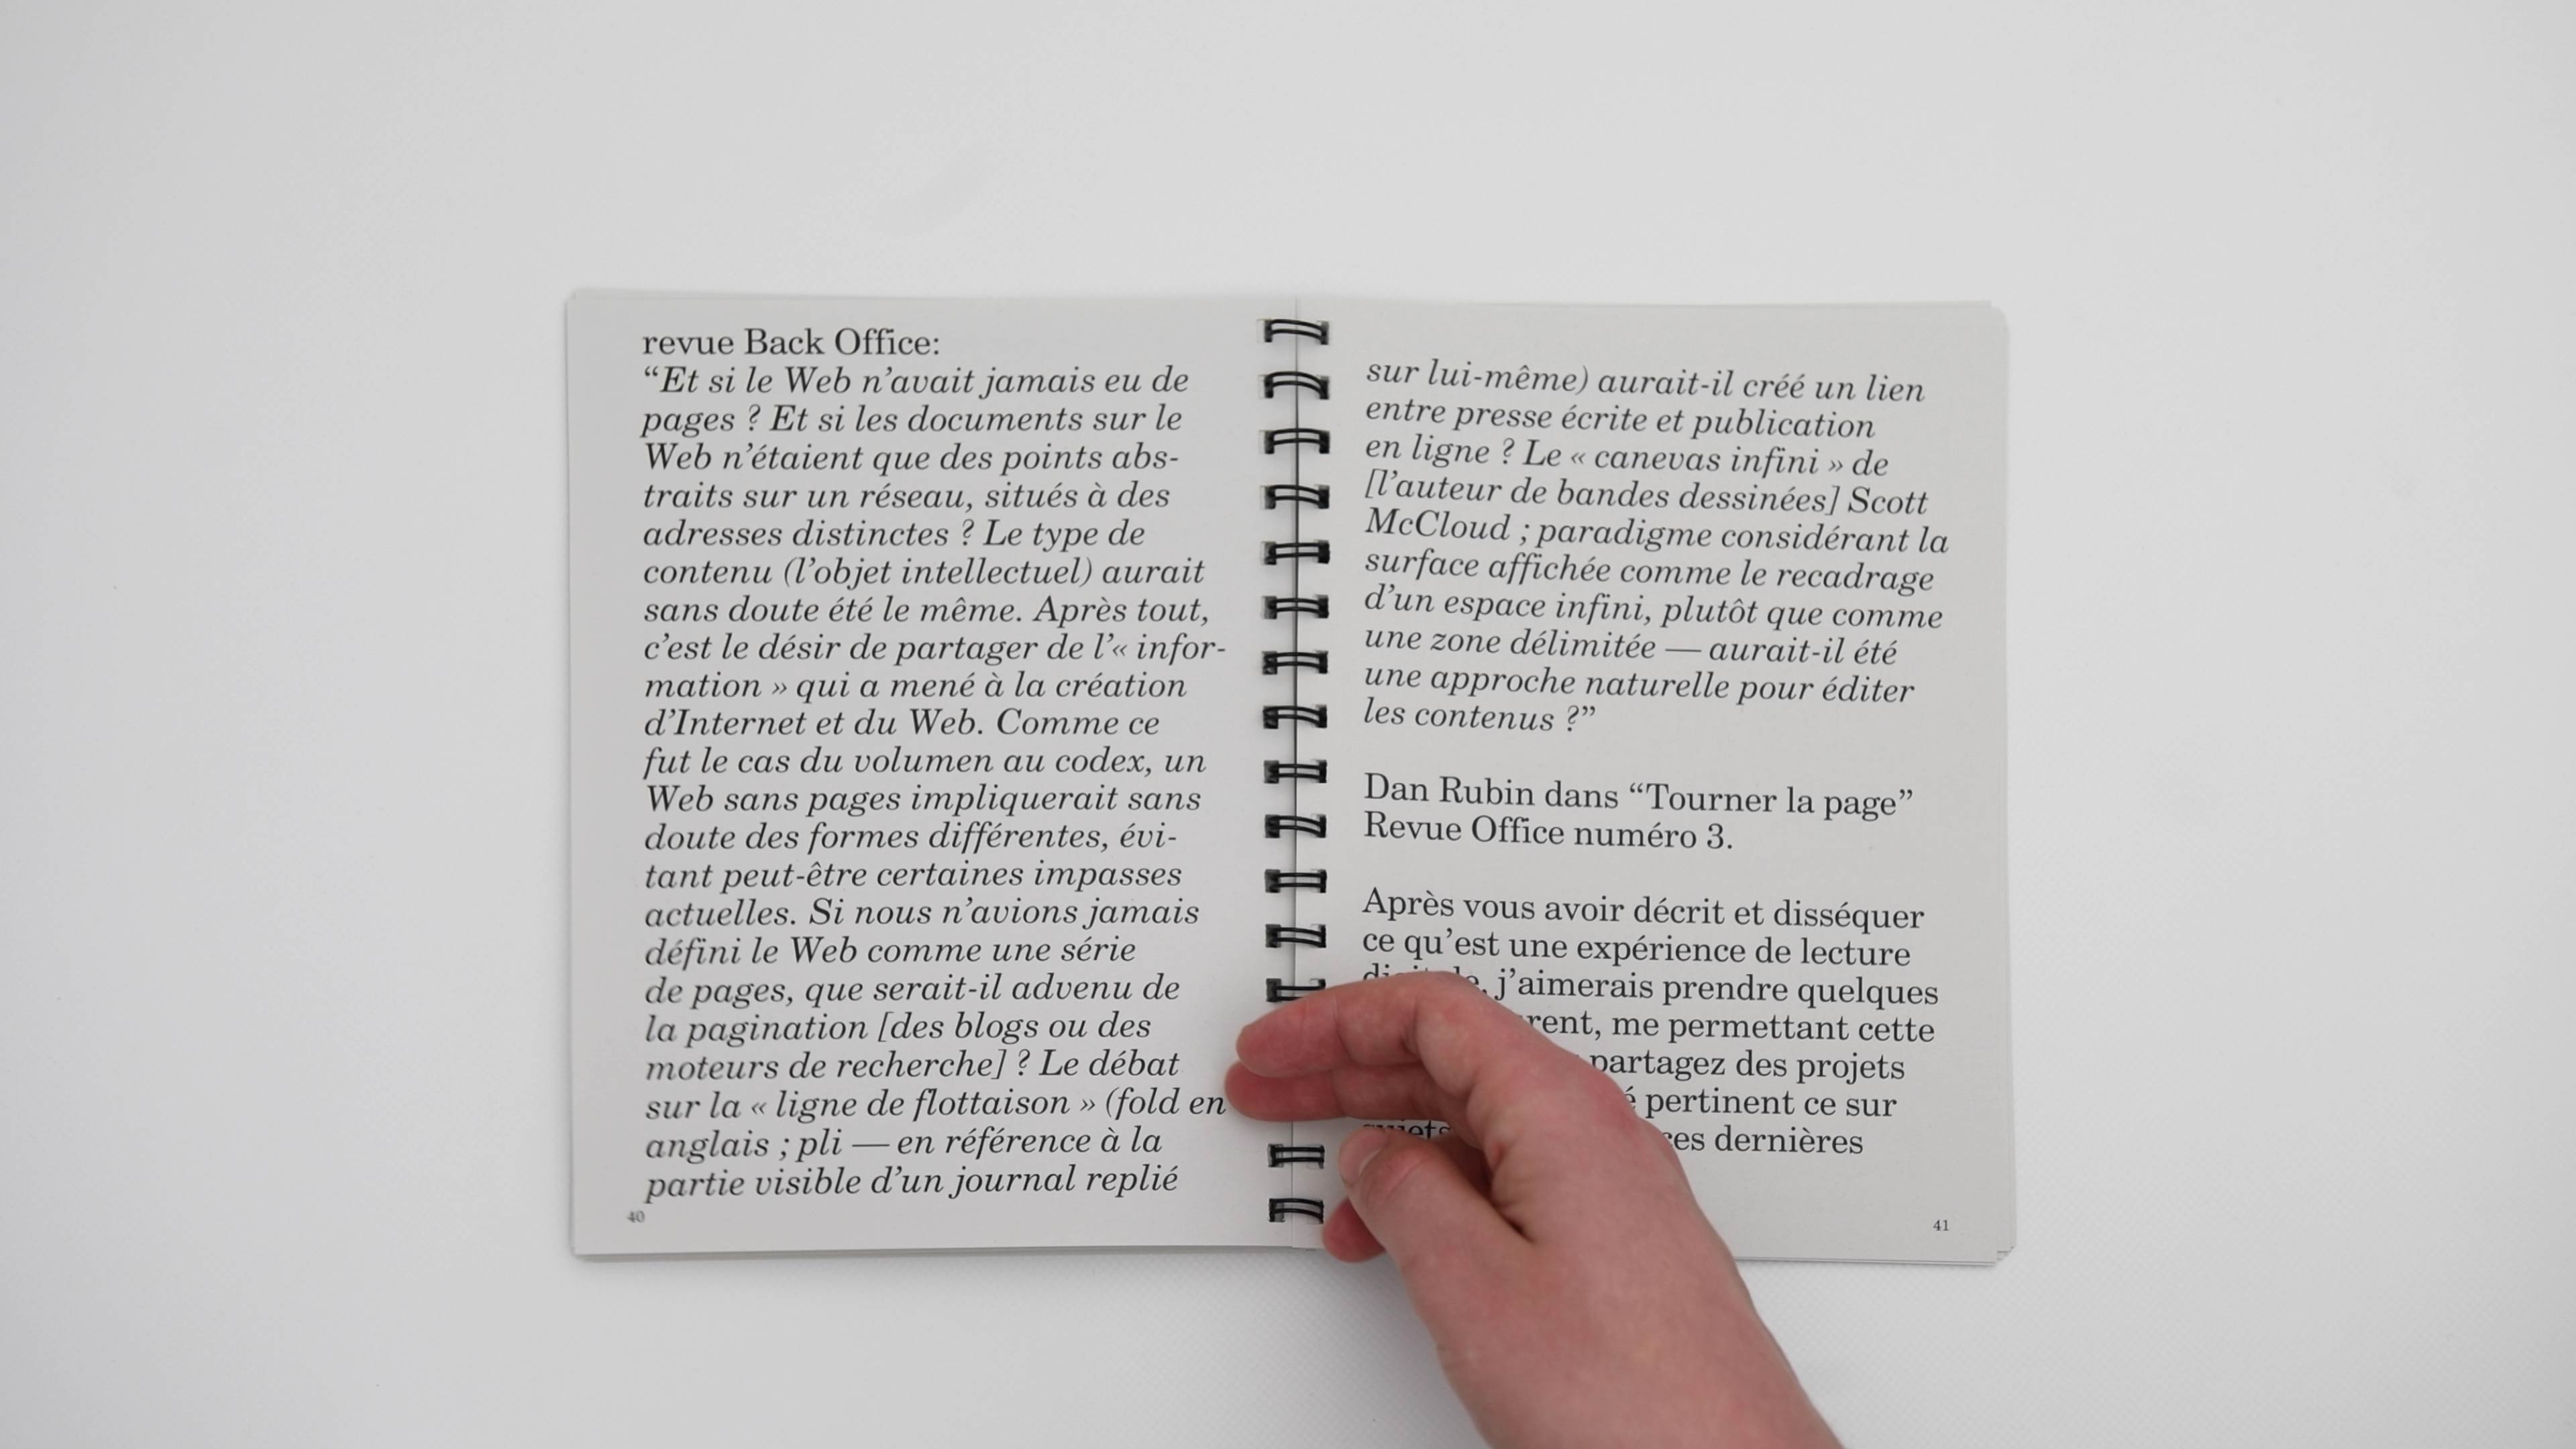 revue Back Office:
“Et si le Web n’avait jamais eu de
pages ? Et si les documents sur le
Web n’étaient que des points abs-
traits sur un réseau, situés à des
adresses distinctes ? Le type de
contenu (l’objet intellectuel) aurait
sans doute été le même. Après tout,
c’est le désir de partager de l’« infor-
mation » qui a mené à la création
d’Internet et du Web. Comme ce
fut le cas du volumen au codex, un
Web sans pages impliquerait sans
doute des formes différentes, évi-
tant peut-être certaines impasses
actuelles. Si nous n’avions jamais
défini le Web comme une série
de pages, que serait-il advenu de
la pagination [des blogs ou des
moteurs de recherche] ? Le débat
sur la « ligne de flottaison » (fold en
anglais ; pli — en référence à la
partie visible d’un journal replié
40
sur lui-même) aurait-il créé un lien
entre presse écrite et publication
en ligne ? Le « canevas infini » de
[l’auteur de bandes dessinées] Scott
McCloud ; paradigme considérant la
surface affichée comme le recadrage
d’un espace infini, plutôt que comme
une zone délimitée — aurait-il été
une approche naturelle pour éditer
les contenus ?”
Dan Rubin dans “Tourner la page”
Revue Office numéro 3.
Après vous avoir décrit et disséquer
ce qu’est une expérience de lecture
j’aimerais prendre quelques
me permettant cette
partagez des projets
pertinent ce sur
dernières
41